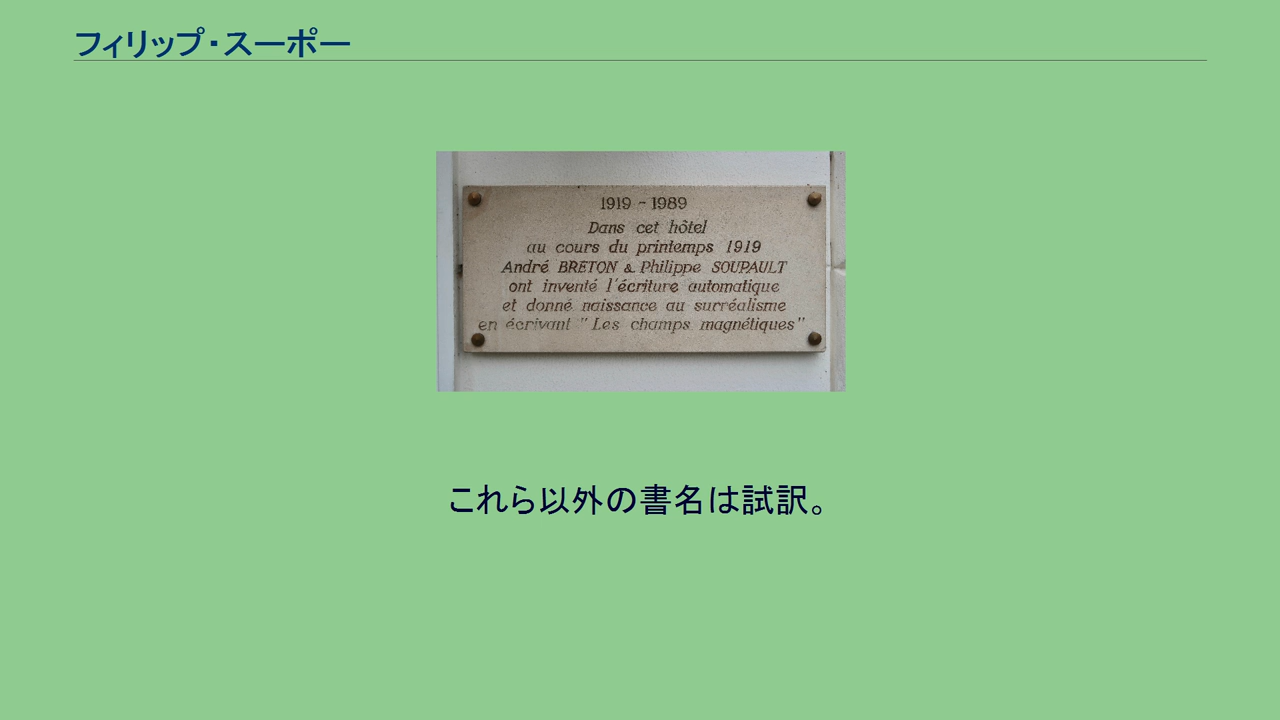 フィリップ・スーポー
1919 ~ 1989
Dans cet hôtel
au cours du printemps 1919
André BRETON & Philippe SOUPAULT
ont inventé l'écriture automatique
et donné naissance au surréalisme
en écrivant "Les champs magnétiques"
これら以外の書名は試訳。